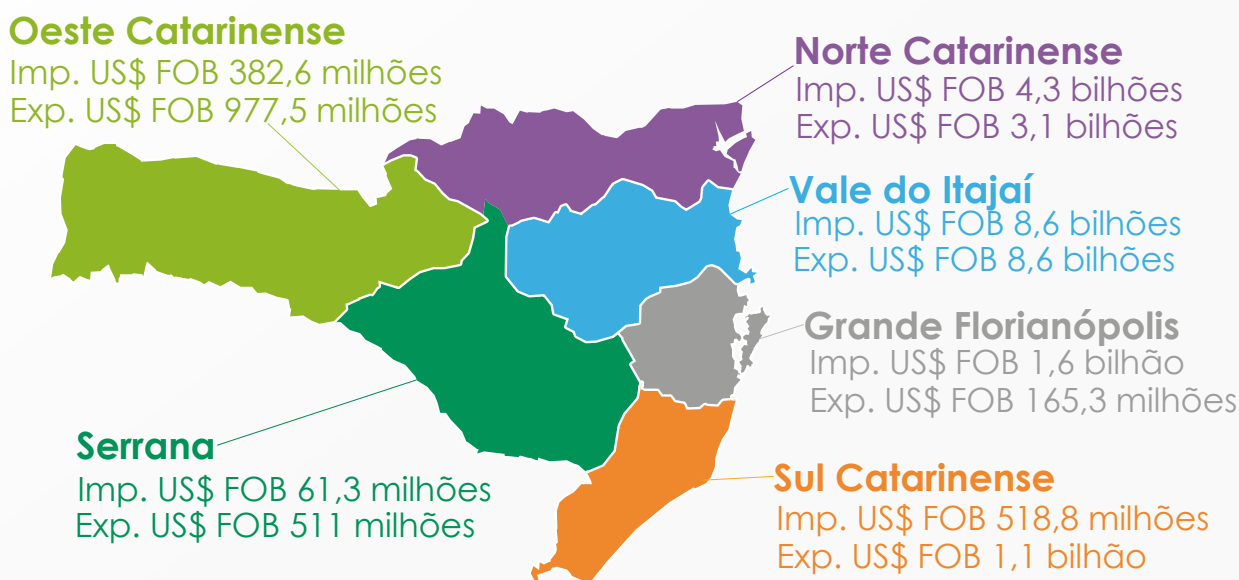 Oeste Catarinense
Imp. US$ FOB 382,6 milhões
Exp. US$ FOB 977,5 milhões
Norte Catarinense
Imp. US$ FOB 4,3 bilhões
Exp. US$ FOB 3,1 bilhões
Vale do Itajaí
Imp. US$ FOB 8,6 bilhões
Exp. US$ FOB 8,6 bilhões
Grande Florianópolis
Imp. US$ FOB 1,6 bilhão
Exp. US$ FOB 165,3 milhões
Serrana
Imp. US$ FOB 61,3 milhões
Exp. US$ FOB 511 milhões
Sul Catarinense
Imp. US$ FOB 518,8 milhões
Exp. US$ FOB 1,1 bilhão